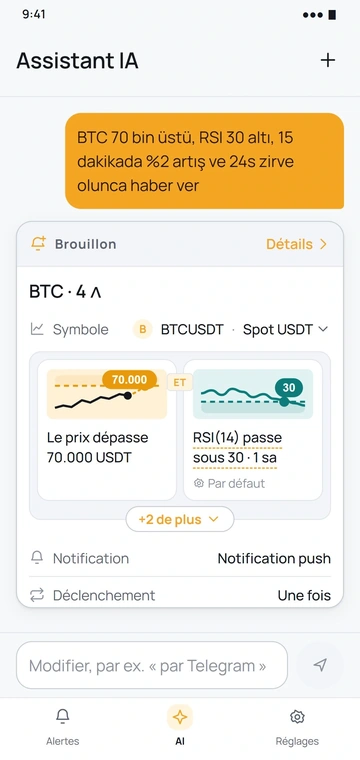 9:41
Assistant IA
BTC 70 bin üstü, RSI 30 altı, 15
dakikada %2 artış ve 24s zirve
olunca haber ver
Brouillon
Détails
BTC · 4 ∧
Symbole
B BTCUSDT · Spot USDT
70.000
ET
30
Le prix dépasse
70.000 USDT
RSI(14) passe
sous 30 · 1 sa
Par défaut
+2 de plus
Notification
Notification push
Déclenchement
Une fois
Modifier, par ex. « par Telegram »
Alertes
AI
Réglages